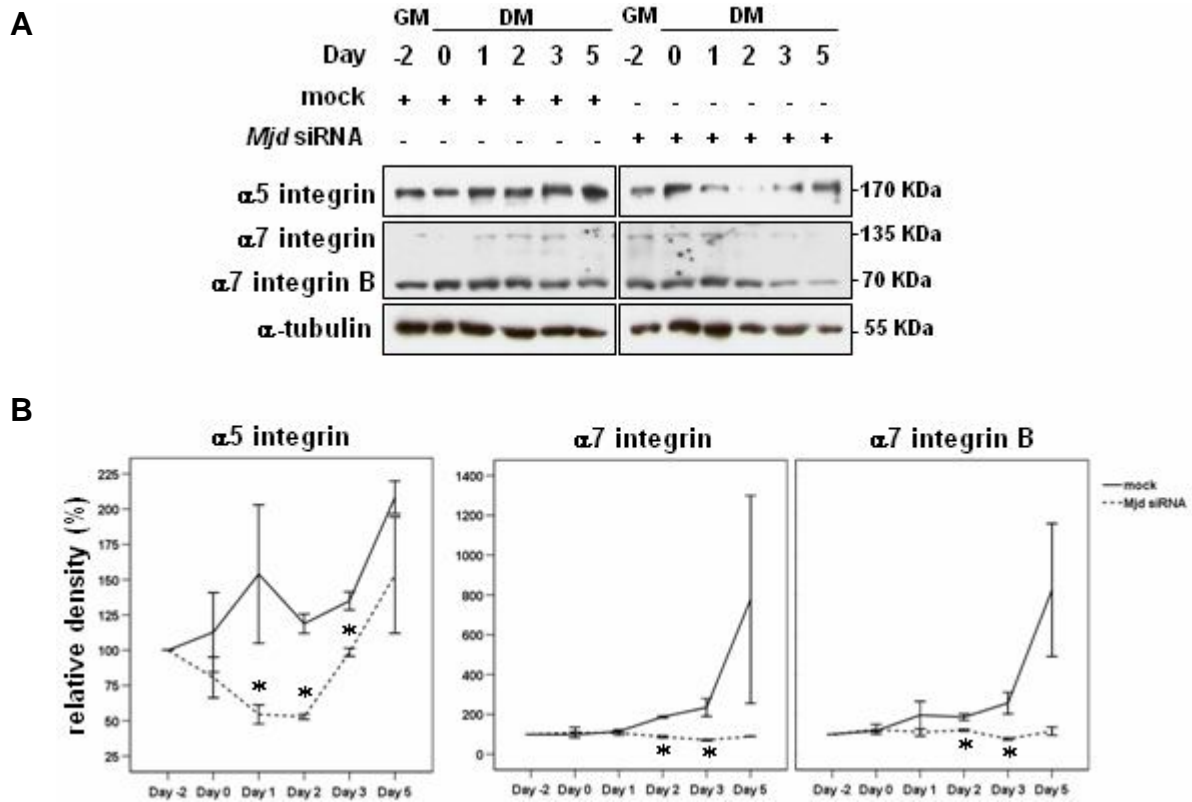 A
GM DM GM DM
Day -2 0 1 2 3 5 -2 0 1 2 3 5
mock + + + + + + - - - - - -
Mjd siRNA - - - - - - + + + + + +
α5 integrin 170 KDa
α7 integrin 135 KDa
α7 integrin B 70 KDa
α-tubulin 55 KDa
B
α5 integrin α7 integrin α7 integrin B
relative density (%)
225
200
175
150
125
100
75
50
25
* * *
Day -2 Day 0 Day 1 Day 2 Day 3 Day 5
1400
1200
1000
800
600
400
200
0
* *
Day -2 Day 0 Day 1 Day 2 Day 3 Day 5
* *
Day -2 Day 0 Day 1 Day 2 Day 3 Day 5
mock
Mjd siRNA